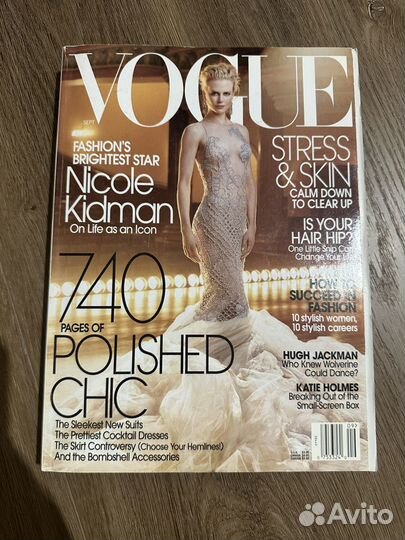 VOGUE
SEPT
FASHION'S
BRIGHTEST STAR
Nicole
Kidman
On Life as an Icon
STRESS
& SKIN
CALM DOWN
TO CLEAR UP
IS YOUR
HAIR HIP?
One Little Snip Can
Change Your
HOW TO
SUCCEED IN
FASHION
10 stylish women,
10 stylish careers
740
PAGES OF
POLISHED
CHIC
The Sleekest New Suits
The Prettiest Cocktail Dresses
The Skirt Controversy (Choose Your Hemlines!)
And the Bombshell Accessories
HUGH JACKMAN
Who Knew Wolverine
Could Dance?
KATIE HOLMES
Breaking Out of the
Small-Screen Box
09>
Avito